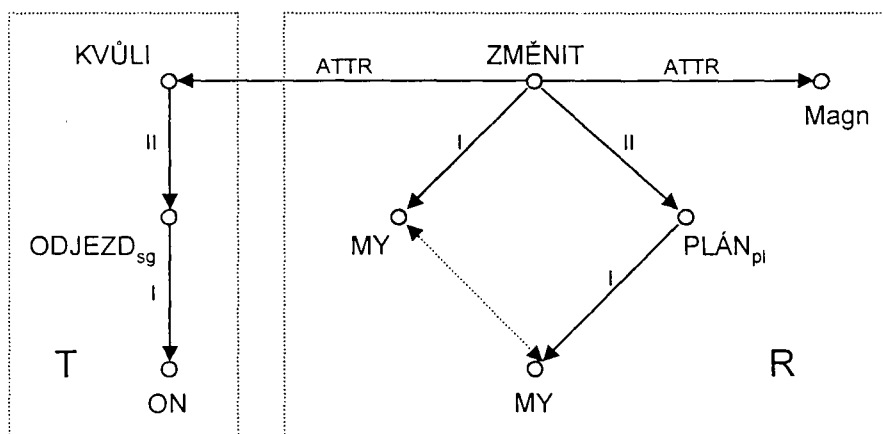 KVŮLI ATTR ZMĚNIT ATTR
Magn
II I II
ODJEZDsg MY PLÁNpl
I I
T R
ON MY